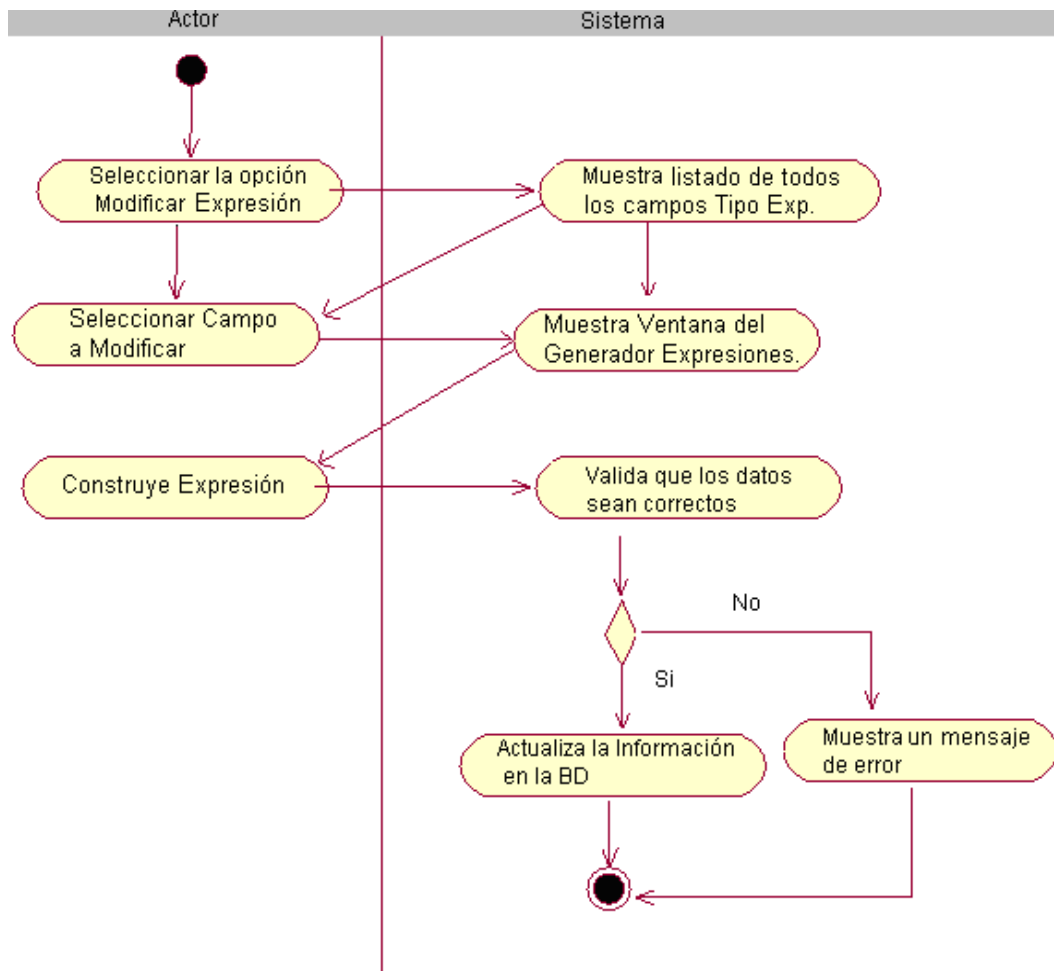 Actor
Sistema
Seleccionar la opción
Modificar Expresión
Muestra listado de todos
los campos Tipo Exp.
Seleccionar Campo
a Modificar
Muestra Ventana del
Generador Expresiones.
Construye Expresión
Valida que los datos
sean correctos
No
Si
Actualiza la Información
en la BD
Muestra un mensaje
de error